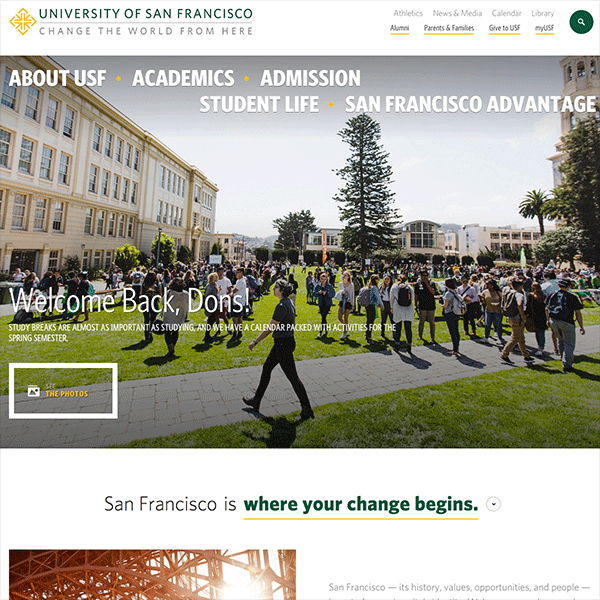 UNIVERSITY OF SAN FRANCISCO
CHANGE THE WORLD FROM HERE
Athletics News & Media Calendar Library
Alumni Parents & Families Give to USF myUSF
ABOUT USF • ACADEMICS • ADMISSION
STUDENT LIFE • SAN FRANCISCO ADVANTAGE
Welcome Back, Dons!
STUDY BREAKS ARE ALMOST AS IMPORTANT AS STUDYING, AND WE HAVE A CALENDAR PACKED WITH ACTIVITIES FOR THE
SPRING SEMESTER.
SEE
THE PHOTOS
San Francisco is where your change begins.
San Francisco — its history, values, opportunities, and people —